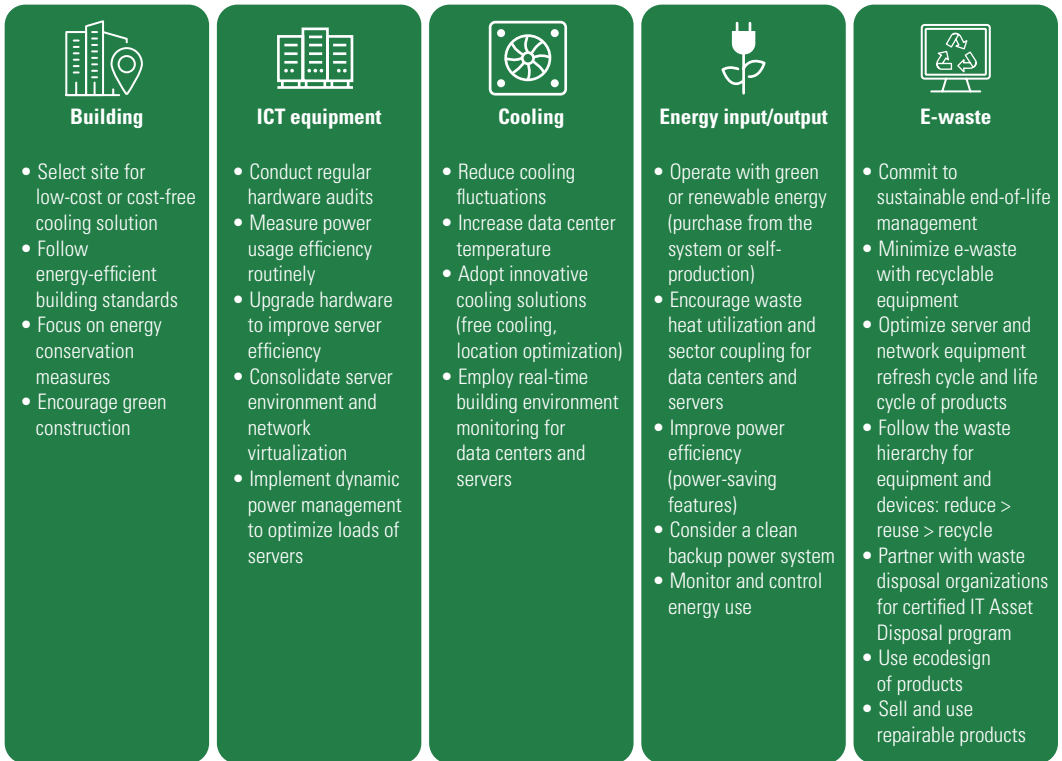 Building
• Select site for
low-cost or cost-free
cooling solution
• Follow
energy-efficient
building standards
• Focus on energy
conservation
measures
• Encourage green
construction
ICT equipment
• Conduct regular
hardware audits
• Measure power
usage efficiency
routinely
• Upgrade hardware
to improve server
efficiency
• Consolidate server
environment and
network
virtualization
• Implement dynamic
power management
to optimize loads of
servers
Cooling
• Reduce cooling
fluctuations
• Increase data center
temperature
• Adopt innovative
cooling solutions
(free cooling,
location optimization)
• Employ real-time
building environment
monitoring for
data centers and
servers
Energy input/output
• Operate with green
or renewable energy
(purchase from the
system or self-
production)
• Encourage waste
heat utilization and
sector coupling for
data centers and
servers
• Improve power
efficiency
(power-saving
features)
• Consider a clean
backup power system
• Monitor and control
energy use
E-waste
• Commit to
sustainable end-of-life
management
• Minimize e-waste
with recyclable
equipment
• Optimize server and
network equipment
refresh cycle and life
cycle of products
• Follow the waste
hierarchy for
equipment and
devices: reduce >
reuse > recycle
• Partner with waste
disposal organizations
for certified IT Asset
Disposal program
• Use ecodesign
of products
• Sell and use
repairable products